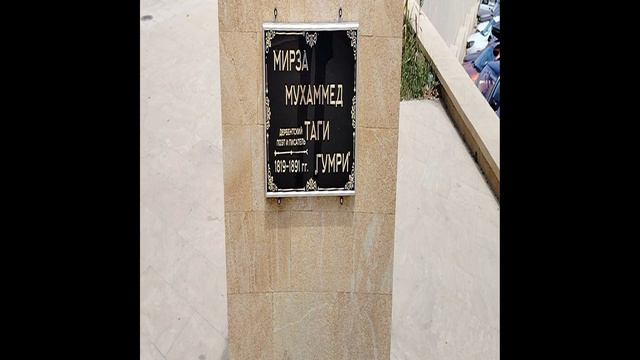 МИРЗА
МУХАММЕД
ТАГИ
ДЕРБЕНТСКИЙ
ПОЭТ И ПИСАТЕЛЬ
1819-1891 гг.
"ГУМРИ"